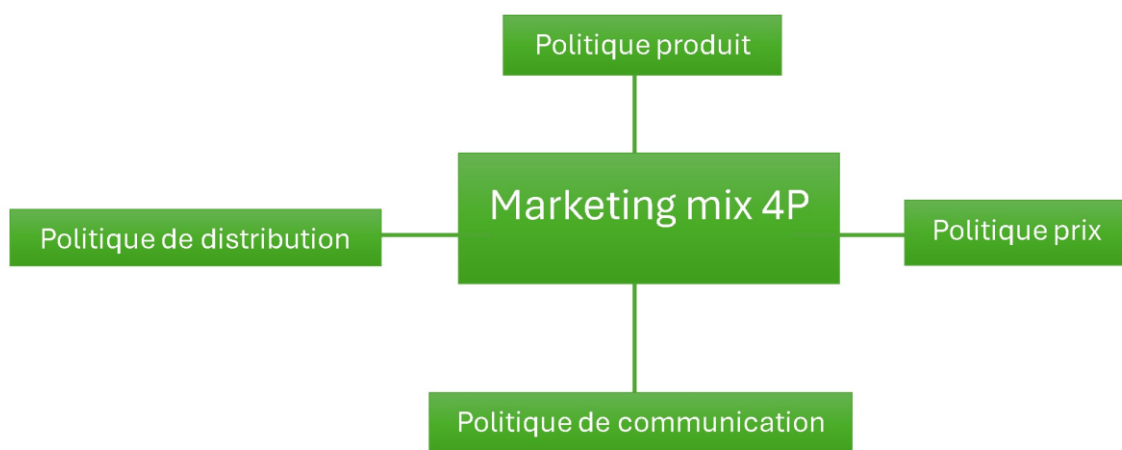 Politique produit
Marketing mix 4P
Politique de distribution
Politique prix
Politique de communication